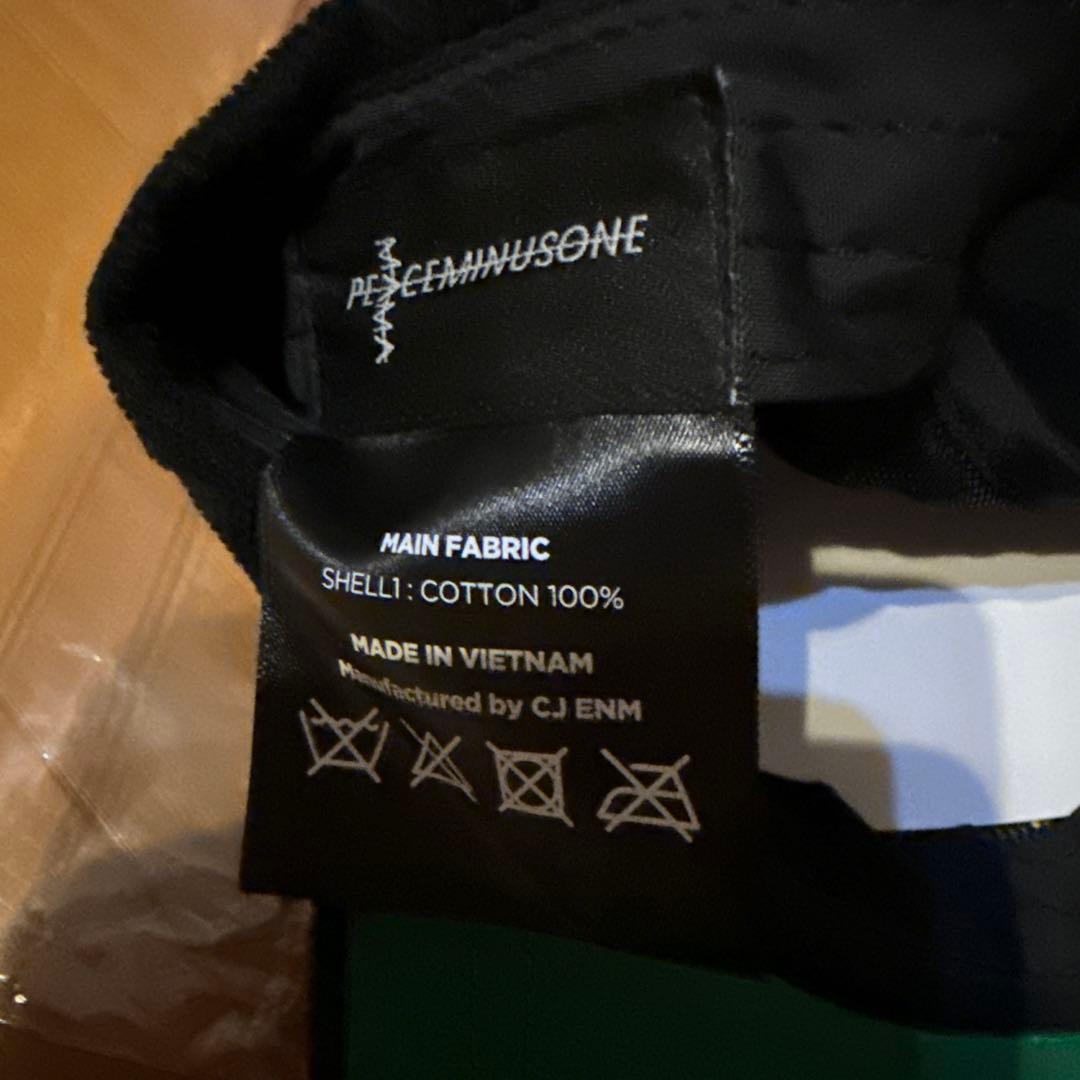 PEACEMINUSONE
MAIN FABRIC
SHELL1 : COTTON 100%
MADE IN VIETNAM
Manufactured by CJ ENM